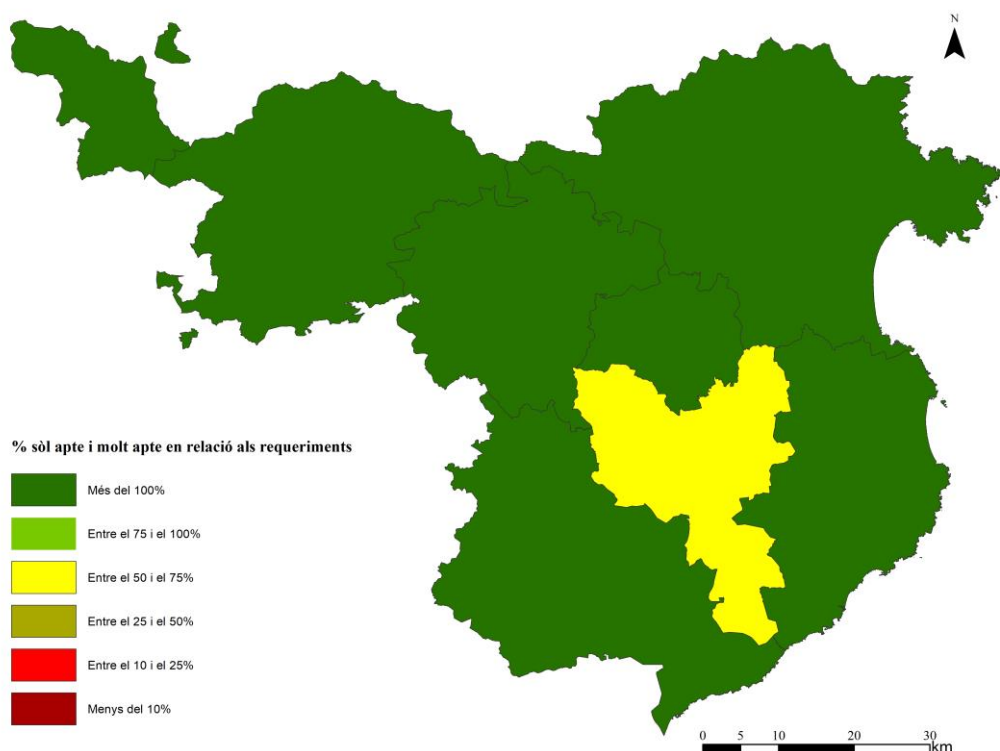 N
% sòl apte i molt apte en relació als requeriments
Més del 100%
Entre el 75 i el 100%
Entre el 50 i el 75%
Entre el 25 i el 50%
Entre el 10 i el 25%
Menys del 10%
0 5 10 20 30
km